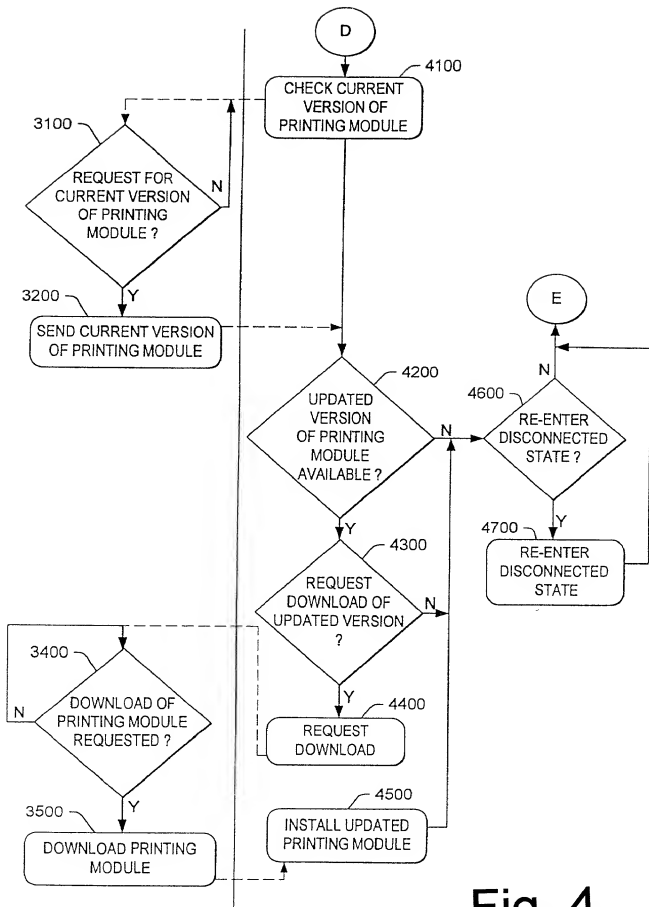 D
4100
CHECK CURRENT
VERSION OF
PRINTING MODULE
3100
REQUEST FOR
CURRENT VERSION
OF PRINTING
MODULE ?
N
Y
3200
SEND CURRENT VERSION
OF PRINTING MODULE
E
N
4200
UPDATED
VERSION
OF PRINTING
MODULE
AVAILABLE ?
N
Y
4600
RE-ENTER
DISCONNECTED
STATE ?
Y
4700
RE-ENTER
DISCONNECTED
STATE
4300
REQUEST
DOWNLOAD OF
UPDATED VERSION
?
N
Y
4400
REQUEST
DOWNLOAD
3400
DOWNLOAD OF
PRINTING MODULE
REQUESTED ?
N
Y
3500
DOWNLOAD PRINTING
MODULE
4500
INSTALL UPDATED
PRINTING MODULE
Fig. 4